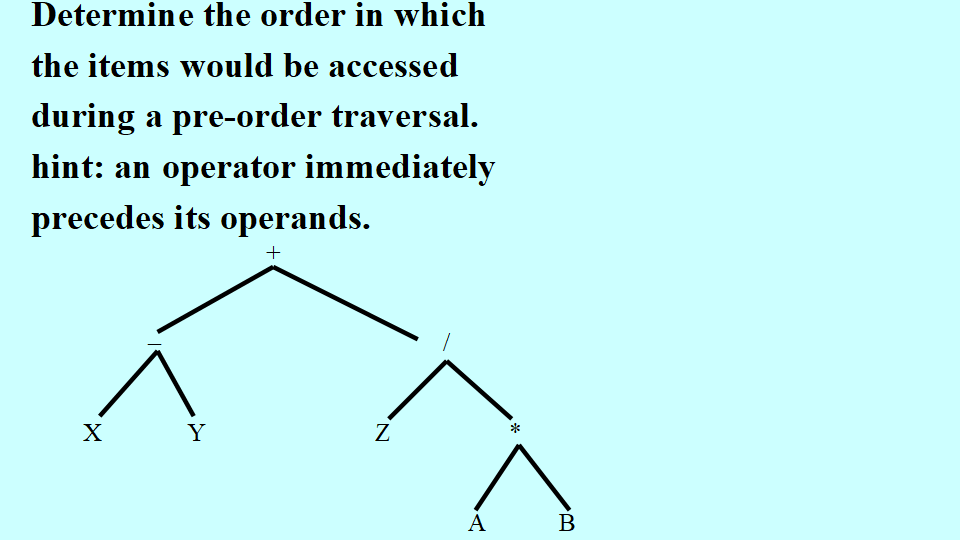 Determine the order in which
the items would be accessed
during a pre-order traversal.
hint: an operator immediately
precedes its operands.
+
– /
X Y Z *
A B